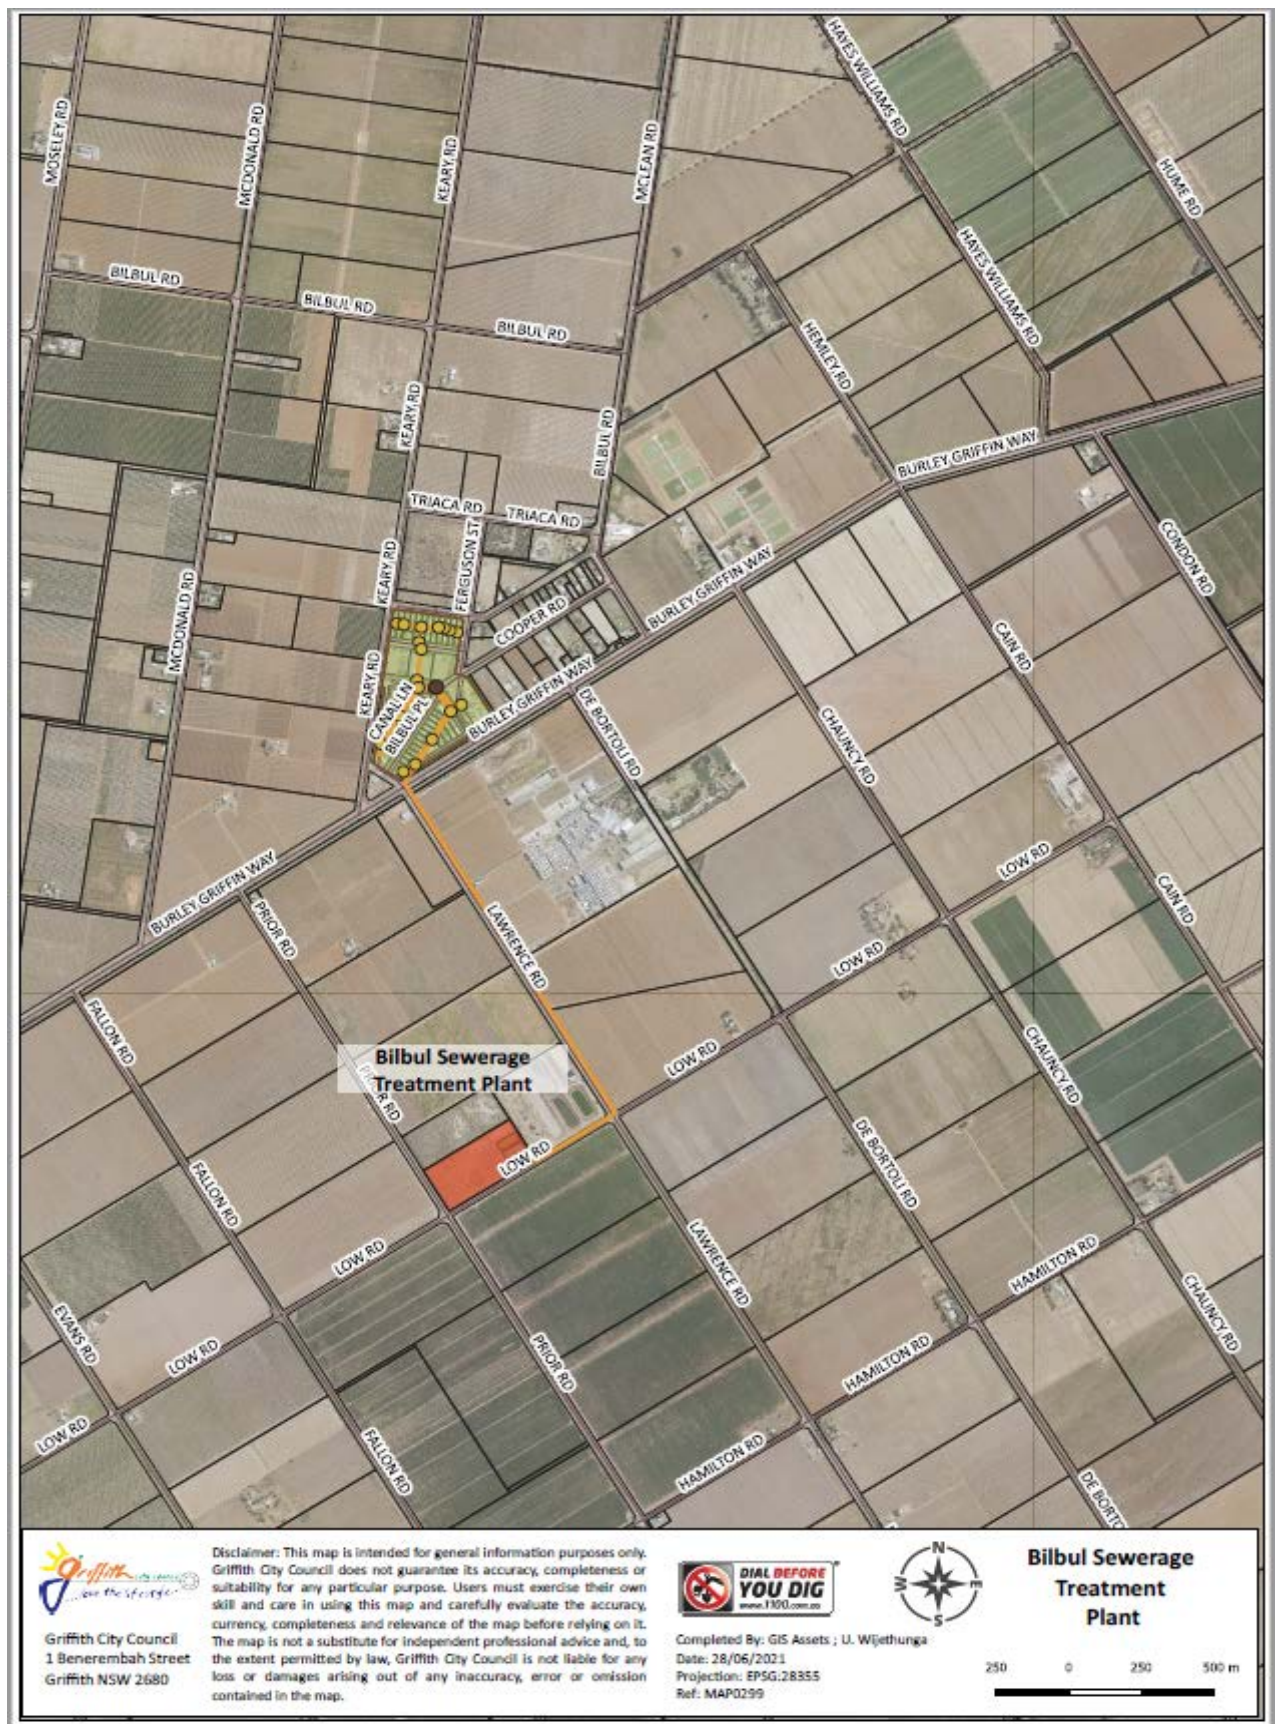 HAYES WILLIAMS RD
MOSELEY RD
MCDONALD RD
KEARY RD
MCLEAN RD
HUME RD
HAYES WILLIAMS RD
BILBUL RD
BILBUL RD
BILBUL RD
HEMLEY RD
KEARY RD
BILBUL RD
BURLEY GRIFFIN WAY
TRIACA RD
TRIACA RD
FERGUSON ST
CONDON RD
KEARY RD
MCDONALD RD
COOPER RD
BURLEY GRIFFIN WAY
CAIN RD
KEARY RD
CANAL LN
BILBUL PL
BURLEY GRIFFIN WAY
DE BORTOLI RD
CHAUNCY RD
LOW RD
CAIN RD
BURLEY GRIFFIN WAY
PRIOR RD
LAWRENCE RD
LOW RD
FALLON RD
Bilbul Sewerage
Treatment Plant
PRIOR RD
LOW RD
CHAUNCY RD
LOW RD
DE BORTOLI RD
FALLON RD
LOW RD
LAWRENCE RD
HAMILTON RD
CHAUNCY RD
EVANS RD
LOW RD
PRIOR RD
HAMILTON RD
LOW RD
FALLON RD
HAMILTON RD
DE BORTO
Griffith
love the lifestyle
Griffith City Council
1 Benerembah Street
Griffith NSW 2680
Disclaimer: This map is intended for general information purposes only.
Griffith City Council does not guarantee its accuracy, completeness or
suitability for any particular purpose. Users must exercise their own
skill and care in using this map and carefully evaluate the accuracy,
currency, completeness and relevance of the map before relying on it.
The map is not a substitute for independent professional advice and, to
the extent permitted by law, Griffith City Council is not liable for any
loss or damages arising out of any inaccuracy, error or omission
contained in the map.
DIAL BEFORE
YOU DIG
www.1100.com.au
Completed By: GIS Assets ; U. Wijethunga
Date: 28/06/2021
Projection: EPSG:28355
Ref: MAP0299
N
W
E
S
Bilbul Sewerage
Treatment
Plant
250 0 250 500 m